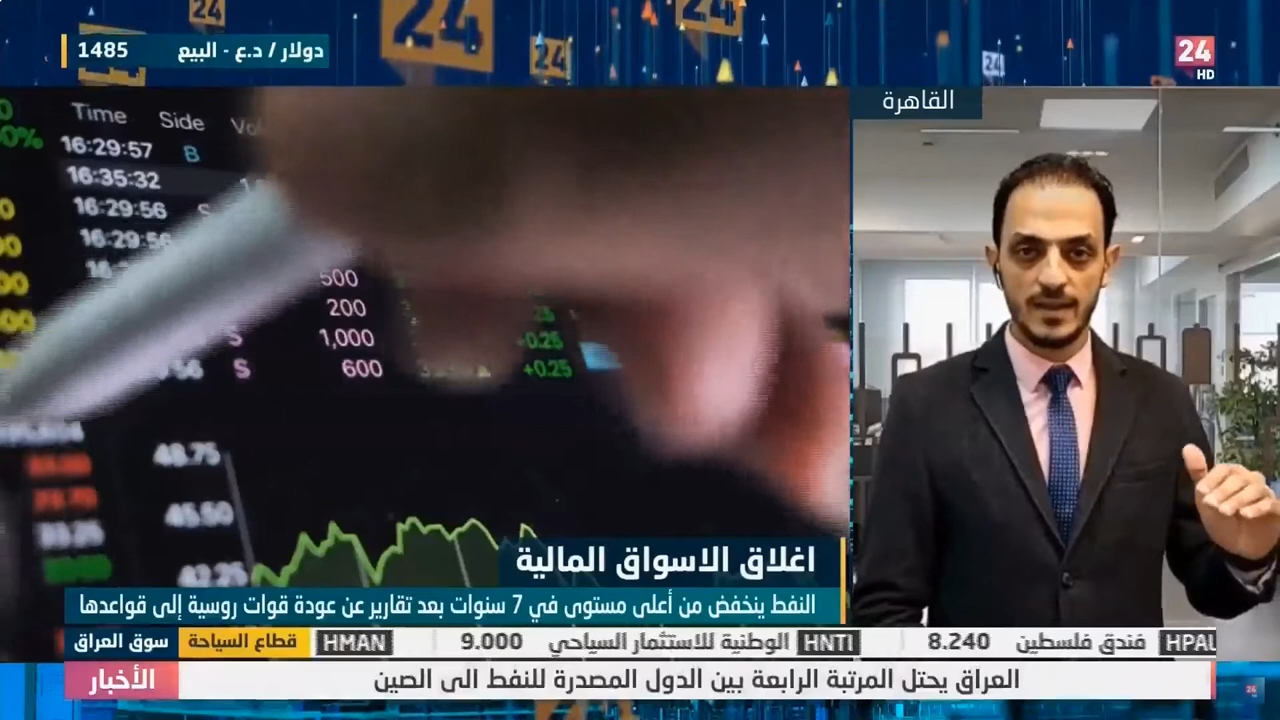 24
24
24
24
24
دولار / د.ع - البيع 1485
24
HD
القاهرة
Time Side
16:29:57 B
16:35:32
16:29:56 S
16:29:56
500
200
S 1,000 +0.25
S 600 +0.25
48.75
45.50
42.25
33.25
اغلاق الاسواق المالية
النفط ينخفض من أعلى مستوى في 7 سنوات بعد تقارير عن عودة قوات روسية إلى قواعدها
سوق العراق قطاع السياحة HMAN 9.000 الوطنية للاستثمار السياحي HNTI 8.240 فندق فلسطين HPAL
الأخبار العراق يحتل المرتبة الرابعة بين الدول المصدرة للنفط الى الصين
24